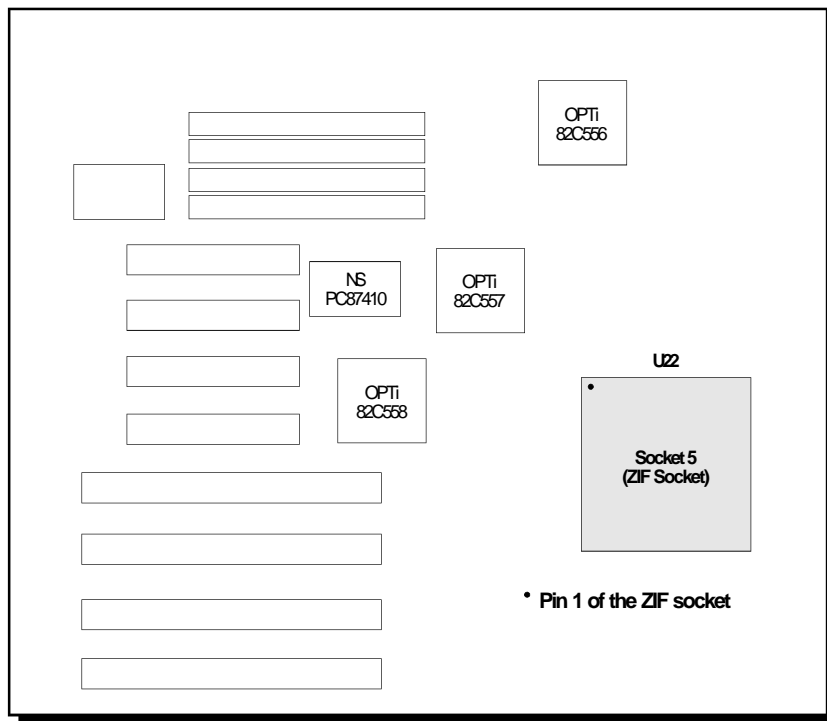 OPTi
82C556
NS
PC87410
OPTi
82C557
U22
OPTi
82C558
Socket 5
(ZIF Socket)
• Pin 1 of the ZIF socket